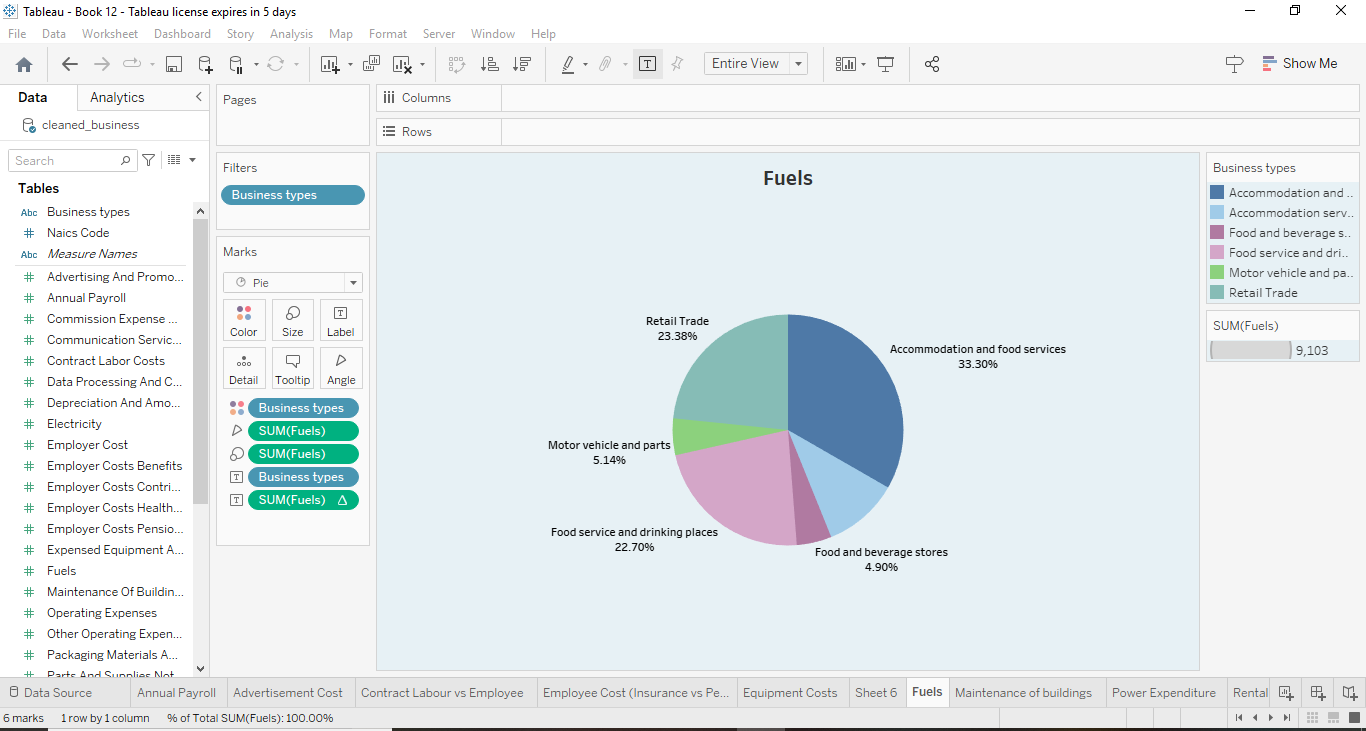 Tableau - Book 12 - Tableau license expires in 5 days
File Data Worksheet Dashboard Story Analysis Map Format Server Window Help
Entire View
Show Me
Data Analytics
cleaned_business
Search
Tables
Abc Business types
# Naics Code
Abc Measure Names
# Advertising And Promo...
# Annual Payroll
# Commission Expense ...
# Communication Servic...
# Contract Labor Costs
# Data Processing And C...
# Depreciation And Amo...
# Electricity
# Employer Cost
# Employer Costs Benefits
# Employer Costs Contri...
# Employer Costs Health...
# Employer Costs Pensio...
# Expensed Equipment A...
# Fuels
# Maintenance Of Buildin...
# Operating Expenses
# Other Operating Expen...
# Packaging Materials A...
# Parts And Supplies Not
Pages
Filters
Business types
Marks
Pie
Color Size Label
Detail Tooltip Angle
Business types
SUM(Fuels)
SUM(Fuels)
T Business types
T SUM(Fuels) Δ
Columns
Rows
Fuels
Retail Trade
23.38%
Accommodation and food services
33.30%
Motor vehicle and parts
5.14%
Food service and drinking places
22.70%
Food and beverage stores
4.90%
Business types
Accommodation and ..
Accommodation serv..
Food and beverage s..
Food service and dri..
Motor vehicle and pa..
Retail Trade
SUM(Fuels)
9,103
Data Source Annual Payroll Advertisement Cost Contract Labour vs Employee Employee Cost (Insurance vs Pe... Equipment Costs Sheet 6 Fuels Maintenance of buildings Power Expenditure Rental
6 marks 1 row by 1 column % of Total SUM(Fuels): 100.00%